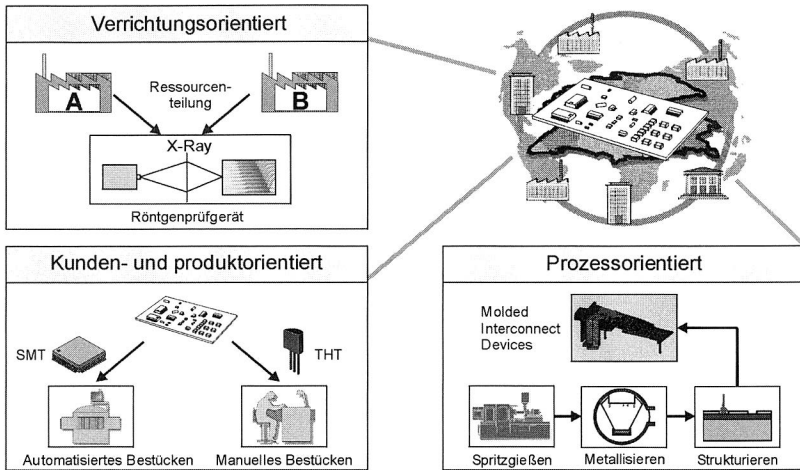 Verrichtungsorientiert
A
Ressourcen-
teilung
B
X-Ray
Röntgenprüfgerät
Kunden- und produktorientiert
SMT
THT
Automatisiertes Bestücken
Manuelles Bestücken
Prozessorientiert
Molded
Interconnect
Devices
Spritzgießen
Metallisieren
Strukturieren